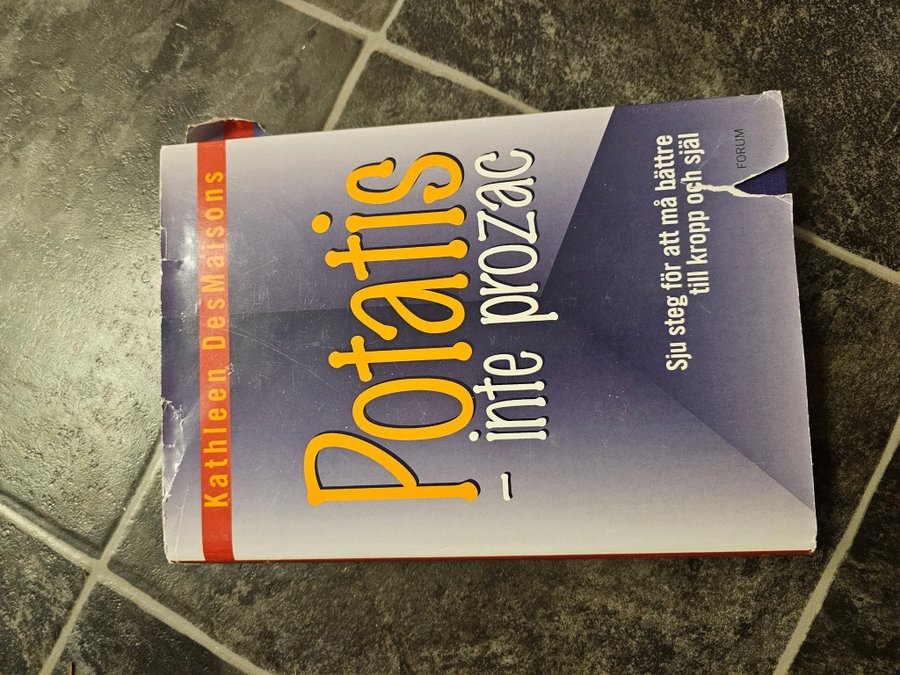 Kathleen DesMaisons
Potatis
– inte prozac
Sju steg för att må bättre
till kropp och själ
FORUM